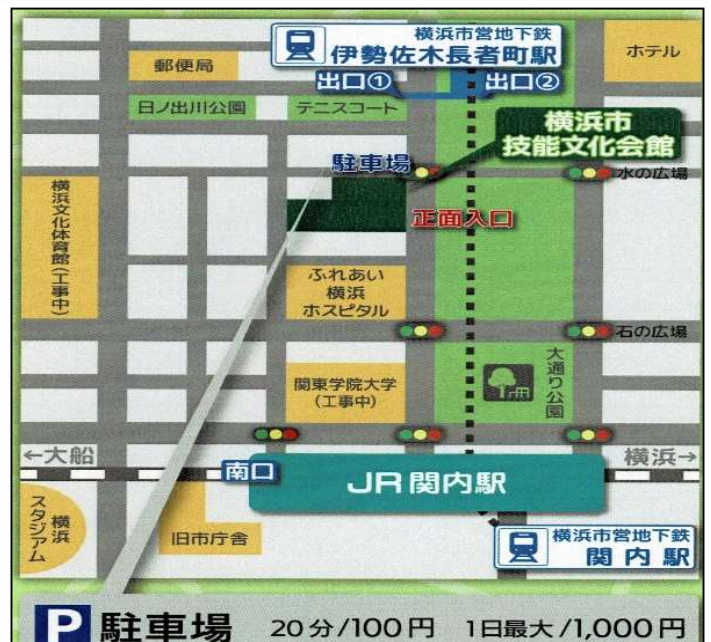 横浜市営地下鉄
伊勢佐木長者町駅
ホテル
郵便局
出口①
出口②
日ノ出川公園
テニスコート
横浜市
技能文化会館
駐車場
水の広場
正面入口
横浜文化体育館(工事中)
ふれあい
横浜
ホスピタル
石の広場
関東学院大学
(工事中)
大通り公園
←大船
横浜→
南口
JR関内駅
横浜
スタジアム
旧市庁舎
横浜市営地下鉄
関内駅
P 駐車場 20分/100円 1日最大/1,000円